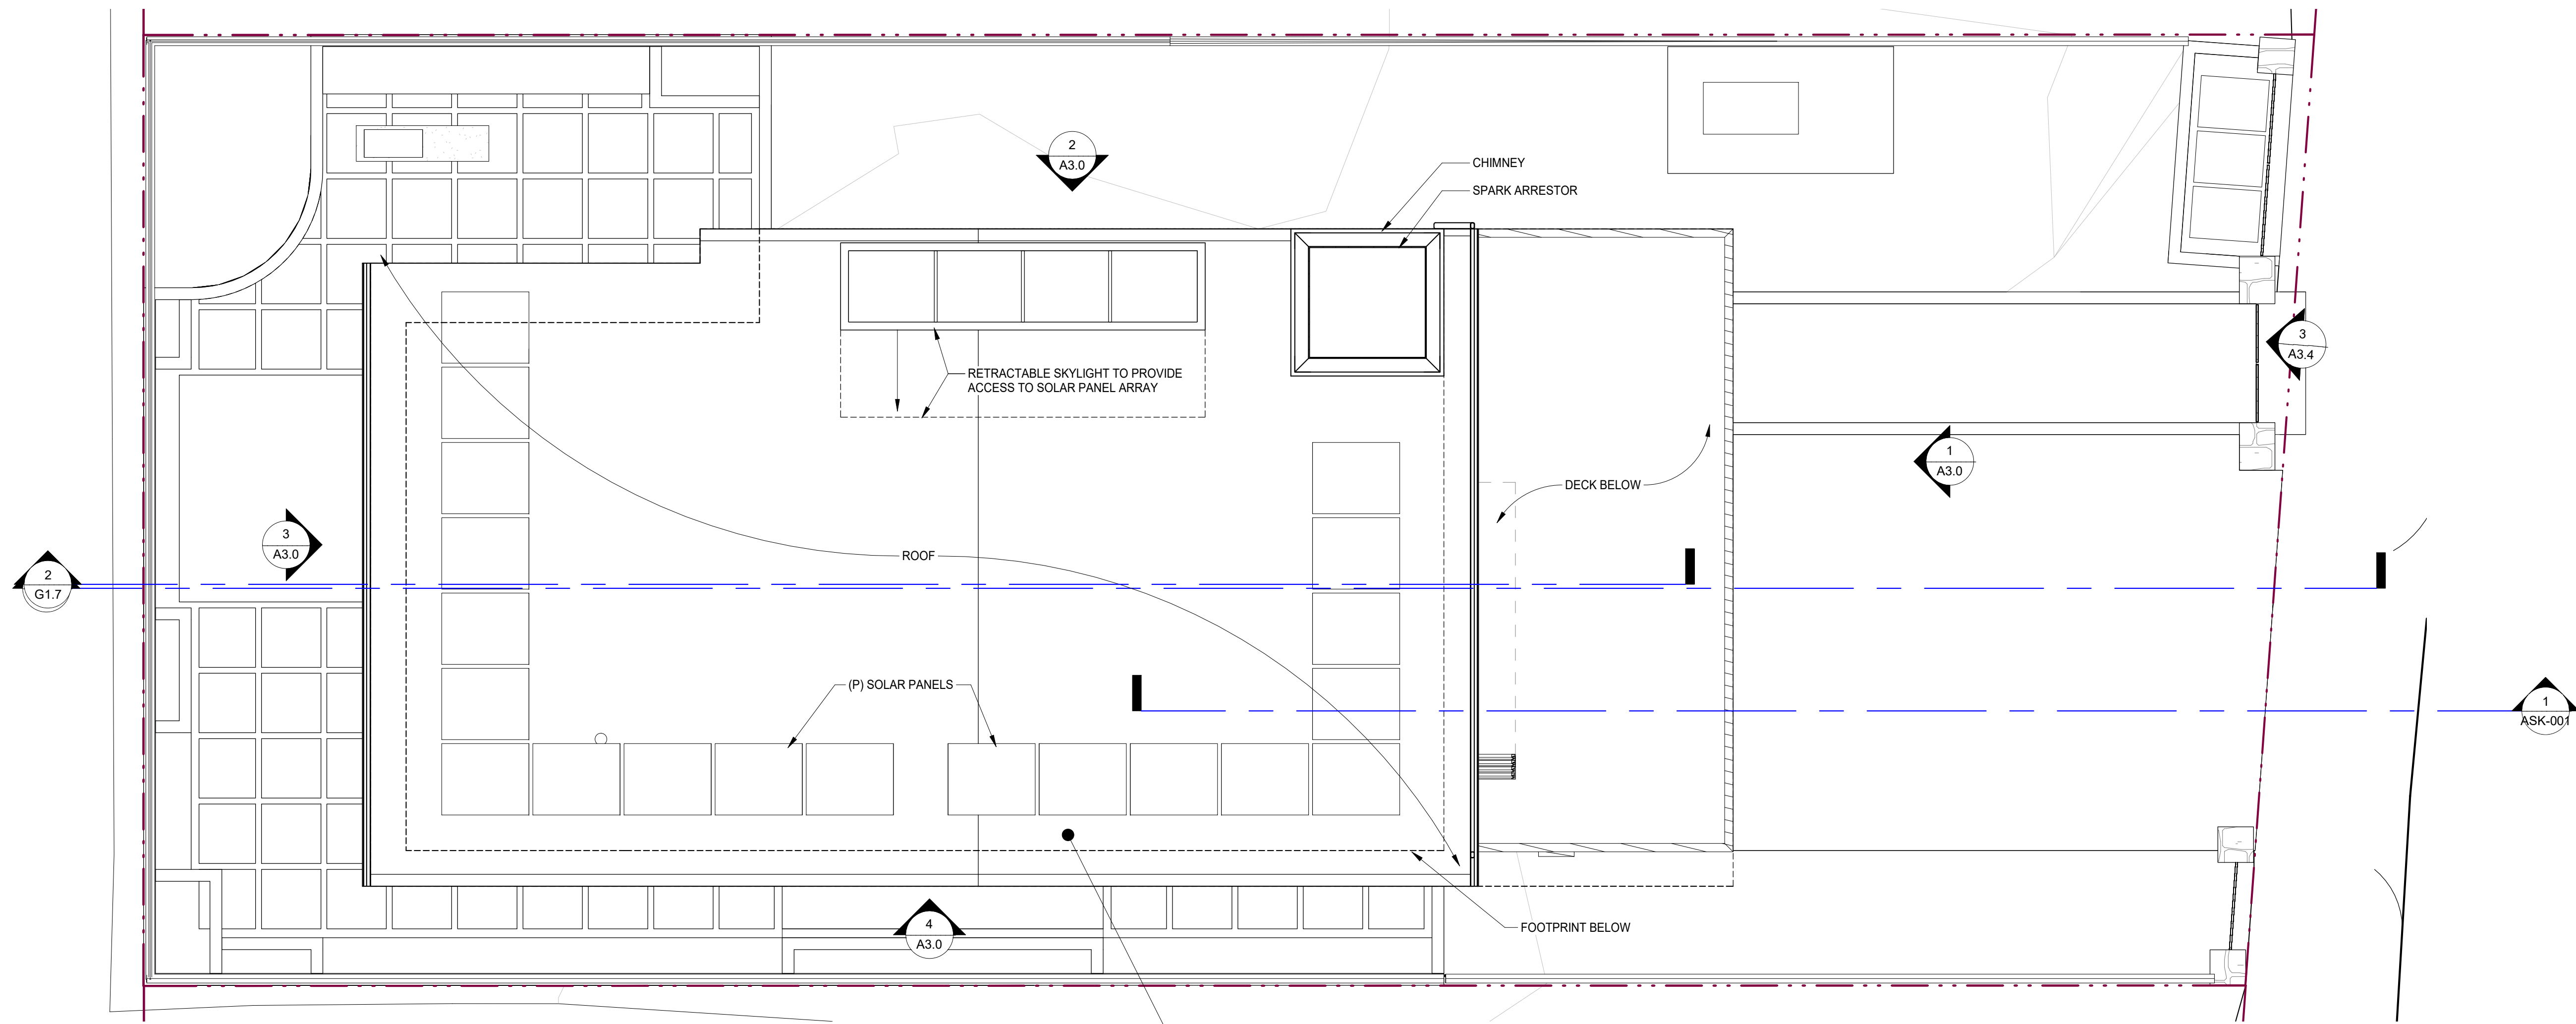 2
A3.0
CHIMNEY
SPARK ARRESTOR
3
A3.4
RETRACTABLE SKYLIGHT TO PROVIDE
ACCESS TO SOLAR PANEL ARRAY
1
A3.0
DECK BELOW
3
A3.0
ROOF
2
G1.7
(P) SOLAR PANELS
1
ASK-001
4
A3.0
FOOTPRINT BELOW